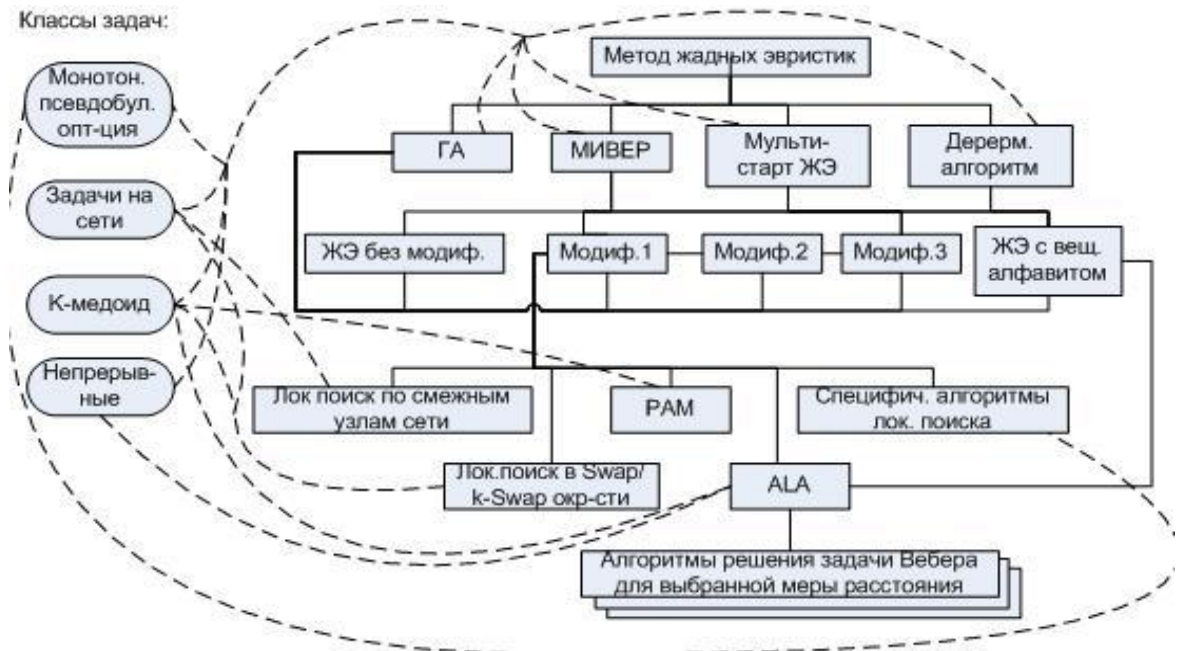 Классы задач:
Метод жадных эвристик
Монотон.
псевдобул.
опт-ция
ГА
МИВЕР
Мульти-
старт ЖЭ
Дерерм.
алгоритм
Задачи на
сети
ЖЭ без модиф.
Модиф.1
Модиф.2
Модиф.3
ЖЭ с вещ.
алфавитом
К-медоид
Непрерыв-
ные
Лок поиск по смежным
узлам сети
PAM
Специфич. алгоритмы
лок. поиска
Лок.поиск в Swap/
k-Swap окр-сти
ALA
Алгоритмы решения задачи Вебера
для выбранной меры расстояния